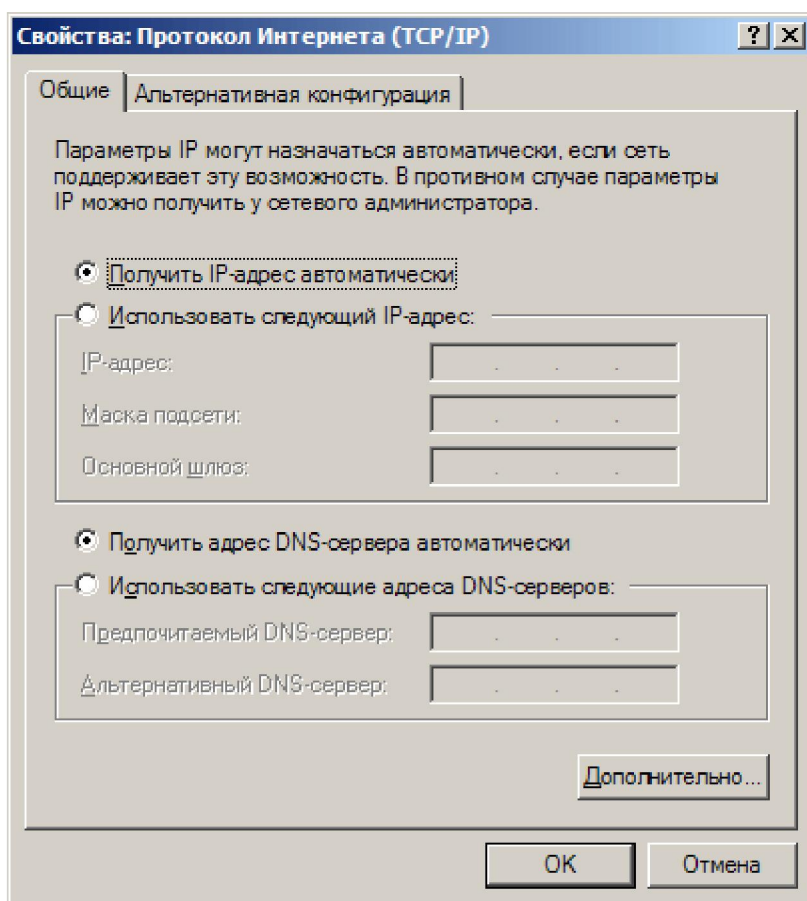 Свойства: Протокол Интернета (TCP/IP)
Общие
Альтернативная конфигурация
Параметры IP могут назначаться автоматически, если сеть
поддерживает эту возможность. В противном случае параметры
IP можно получить у сетевого администратора.
Получить IP-адрес автоматически
Использовать следующий IP-адрес:
IP-адрес:
Маска подсети:
Основной шлюз:
Получить адрес DNS-сервера автоматически
Использовать следующие адреса DNS-серверов:
Предпочитаемый DNS-сервер:
Альтернативный DNS-сервер:
Дополнительно...
OK
Отмена